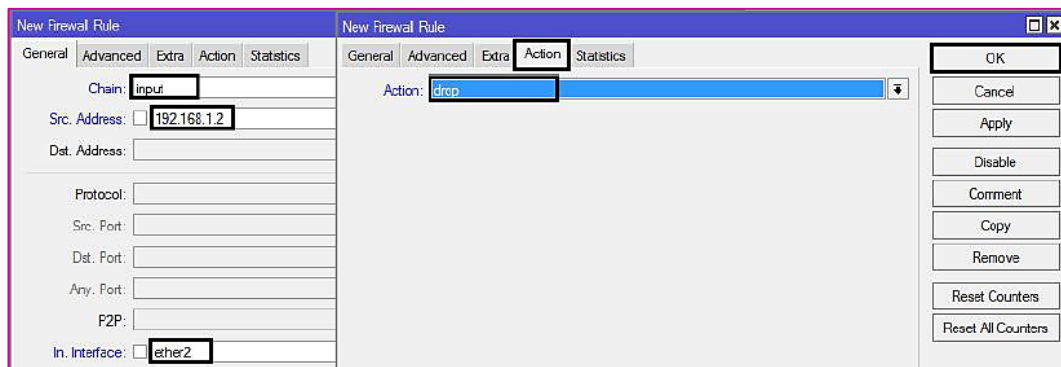 New Firewall Rule
General Advanced Extra Action Statistics
Chain: input
Src. Address: 192.168.1.2
Dst. Address:
Protocol:
Src. Port:
Dst. Port:
Any. Port:
P2P:
In. Interface: ether2
New Firewall Rule
General Advanced Extra Action Statistics
Action: drop
OK
Cancel
Apply
Disable
Comment
Copy
Remove
Reset Counters
Reset All Counters